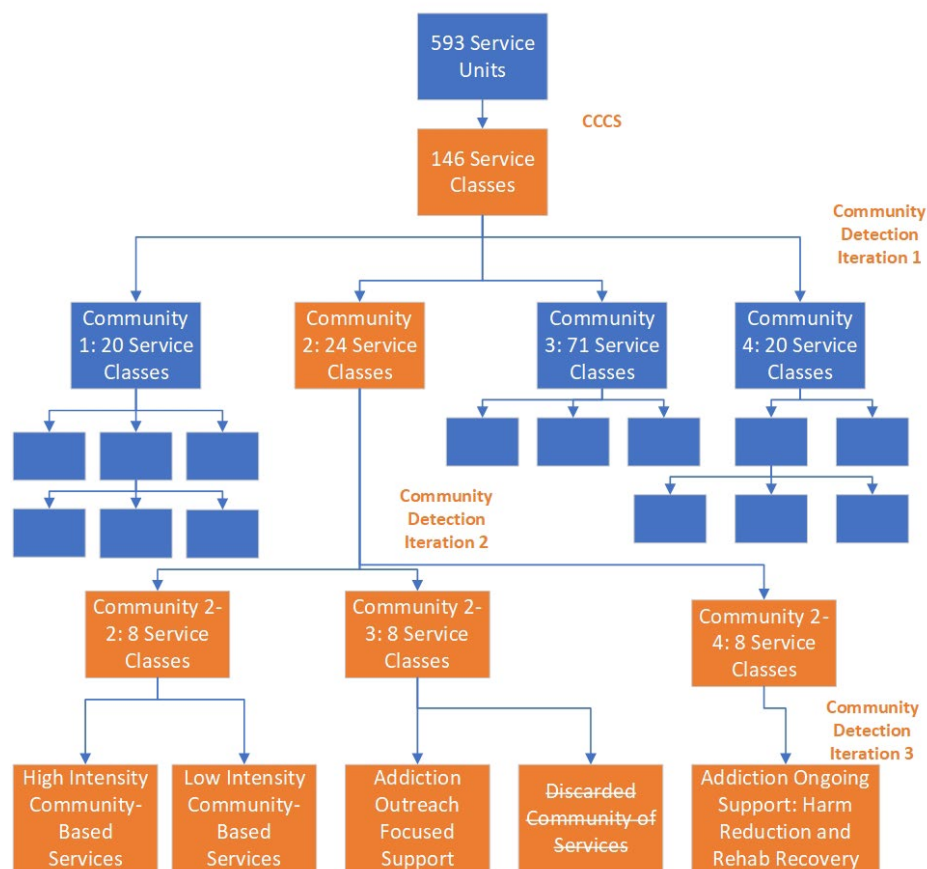 593 Service
Units
CCCS
146 Service
Classes
Community
Detection
Iteration 1
Community
1: 20 Service
Classes
Community
2: 24 Service
Classes
Community
3: 71 Service
Classes
Community
4: 20 Service
Classes
Community
Detection
Iteration 2
Community 2-
2: 8 Service
Classes
Community 2-
3: 8 Service
Classes
Community 2-
4: 8 Service
Classes
Community
Detection
Iteration 3
High Intensity
Community-
Based
Services
Low Intensity
Community-
Based
Services
Addiction
Outreach
Focused
Support
Discarded
Community of
Services
Addiction Ongoing
Support: Harm
Reduction and
Rehab Recovery